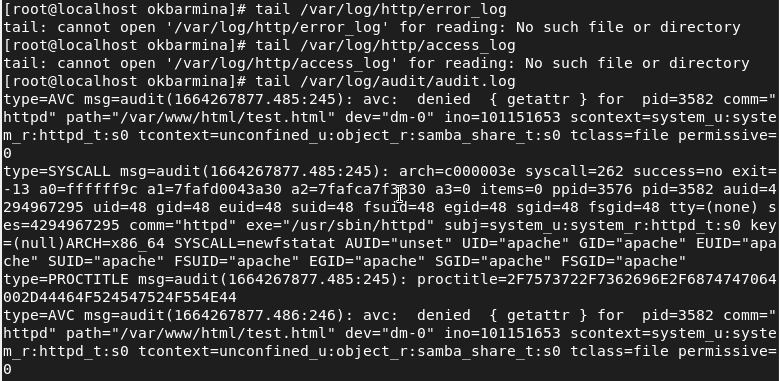 [root@localhost okbarmina]# tail /var/log/http/error_log
tail: cannot open '/var/log/http/error_log' for reading: No such file or directory
[root@localhost okbarmina]# tail /var/log/http/access_log
tail: cannot open '/var/log/http/access_log' for reading: No such file or directory
[root@localhost okbarmina]# tail /var/log/audit/audit.log
type=AVC msg=audit(1664267877.485:245): avc:  denied  { getattr } for  pid=3582 comm="
httpd" path="/var/www/html/test.html" dev="dm-0" ino=101151653 scontext=system_u:syste
m_r:httpd_t:s0 tcontext=unconfined_u:object_r:samba_share_t:s0 tclass=file permissive=
0
type=SYSCALL msg=audit(1664267877.485:245): arch=c000003e syscall=262 success=no exit=
-13 a0=ffffff9c a1=7fafd0043a30 a2=7fafca7f3830 a3=0 items=0 ppid=3576 pid=3582 auid=4
294967295 uid=48 gid=48 euid=48 suid=48 fsuid=48 egid=48 sgid=48 fsgid=48 tty=(none) s
es=4294967295 comm="httpd" exe="/usr/sbin/httpd" subj=system_u:system_r:httpd_t:s0 key
=(null)ARCH=x86_64 SYSCALL=newfstatat AUID="unset" UID="apache" GID="apache" EUID="apa
che" SUID="apache" FSUID="apache" EGID="apache" SGID="apache" FSGID="apache"
type=PROCTITLE msg=audit(1664267877.485:245): proctitle=2F7573722F7362696E2F6874747064
002D44464F524547524F554E44
type=AVC msg=audit(1664267877.486:246): avc:  denied  { getattr } for  pid=3582 comm="
httpd" path="/var/www/html/test.html" dev="dm-0" ino=101151653 scontext=system_u:syste
m_r:httpd_t:s0 tcontext=unconfined_u:object_r:samba_share_t:s0 tclass=file permissive=
0